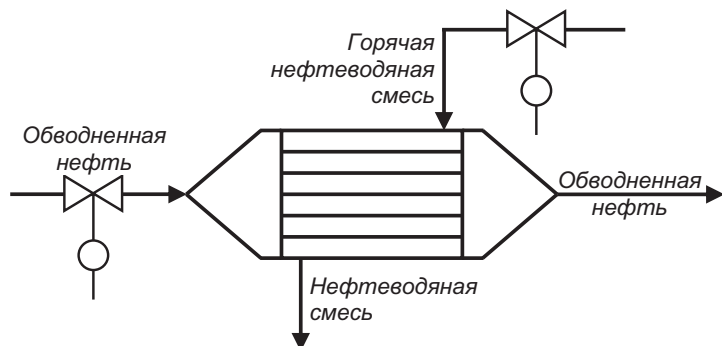 Горячая
нефтеводяная
смесь
Обводненная
нефть
Обводненная
нефть
Нефтеводяная
смесь